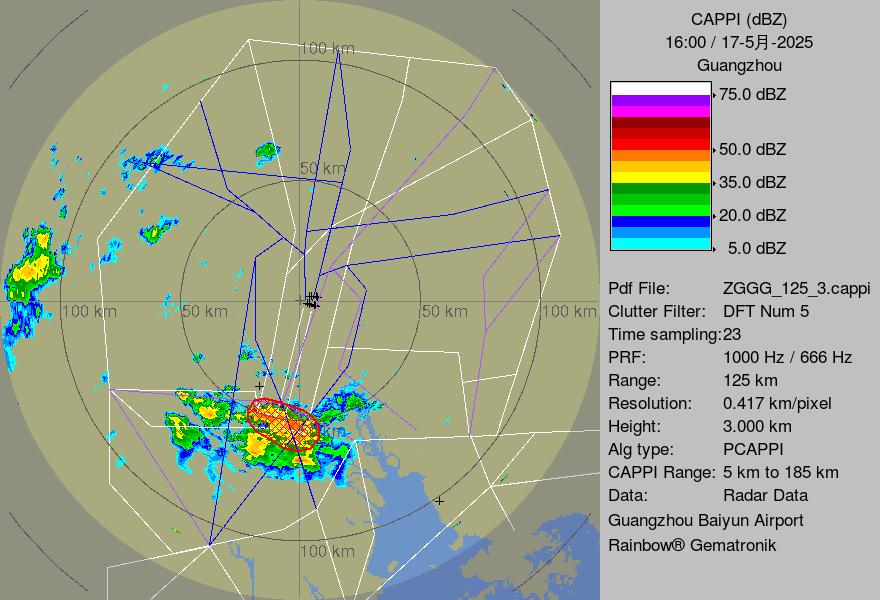 100 km
50 km
100 km
50 km
50 km
100 km
km
100 km
CAPPI (dBZ)
16:00 / 17-5月-2025
Guangzhou
75.0 dBZ
50.0 dBZ
35.0 dBZ
20.0 dBZ
5.0 dBZ
Pdf File: ZGGG_125_3.cappi
Clutter Filter: DFT Num 5
Time sampling:23
PRF: 1000 Hz / 666 Hz
Range: 125 km
Resolution: 0.417 km/pixel
Height: 3.000 km
Alg type: PCAPPI
CAPPI Range: 5 km to 185 km
Data: Radar Data
Guangzhou Baiyun Airport
Rainbow® Gematronik